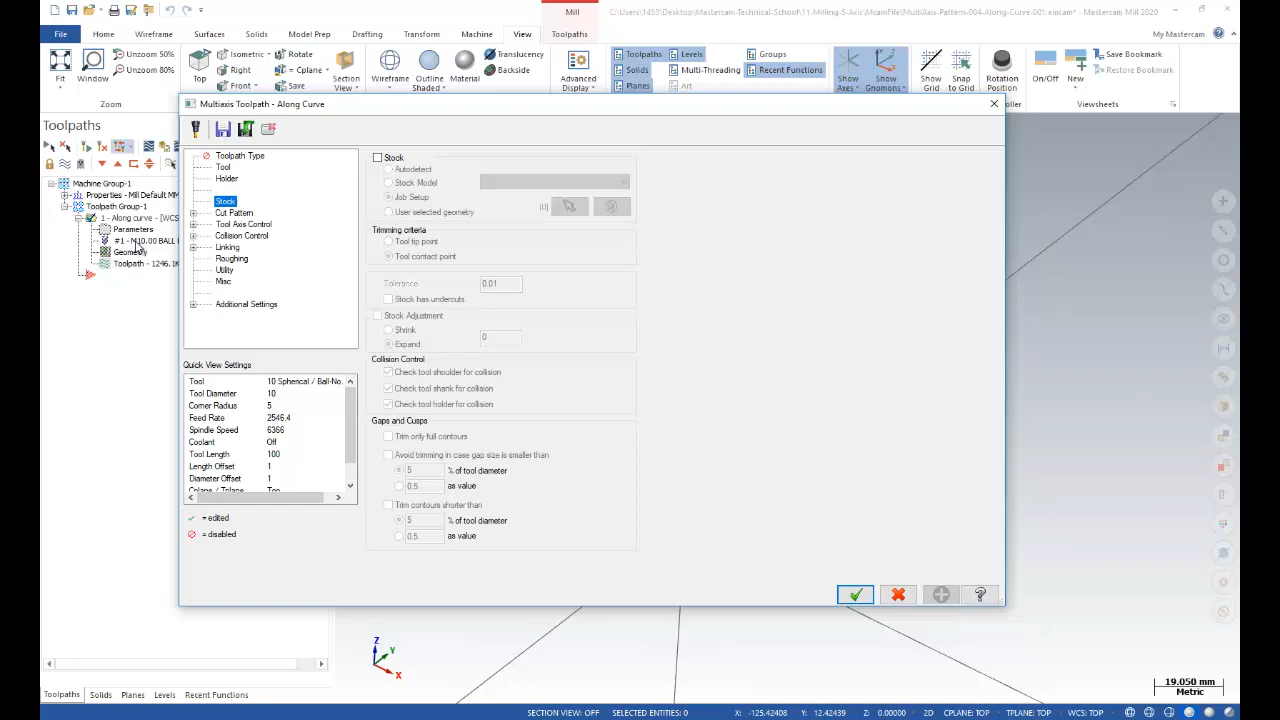 Mill
C:\Users\1453\Desktop\Mastercam-Technical-School\11-Milling-5-Axis\McamFile\MultiAxis-Pattern-004-Along-Curve-001.emcam* - Mastercam Mill 2020
File Home Wireframe Surfaces Solids Model Prep Drafting Transform Machine View Toolpaths My Mastercam
Fit Window Unzoom 50% Unzoom 80%
Top Isometric Right Front Rotate = Cplane Save Section View
Wireframe Outline Shaded Material Translucency Backside
Advanced Display Toolpaths Solids Planes Levels Multi-Threading Art Groups Recent Functions
Show Axes Show Gnomons Show Grid Snap to Grid Rotation Position On/Off New Save Bookmark Restore Bookmark
Zoom Viewsheets
Toolpaths
Machine Group-1
Properties - Mill Default MM
Toolpath Group-1
1 - Along curve - [WCS
Parameters
#1 - M10.00 BALL
Geometry
Toolpath - 1246.1K
Multiaxis Toolpath - Along Curve
Toolpath Type
Tool
Holder
Stock
Cut Pattern
Tool Axis Control
Collision Control
Linking
Roughing
Utility
Misc
Additional Settings
Quick View Settings
Tool 10 Spherical / Ball-No.
Tool Diameter 10
Corner Radius 5
Feed Rate 2546.4
Spindle Speed 6366
Coolant Off
Tool Length 100
Length Offset 1
Diameter Offset 1
Cplane / Tplane Top
= edited
= disabled
Stock
Autodetect
Stock Model
Job Setup
User selected geometry (U)
Trimming criteria
Tool tip point
Tool contact point
Tolerance 0.01
Stock has undercuts
Stock Adjustment
Shrink
Expand 0
Collision Control
Check tool shoulder for collision
Check tool shank for collision
Check tool holder for collision
Gaps and Cusps
Trim only full contours
Avoid trimming in case gap size is smaller than
5 % of tool diameter
0.5 as value
Trim contours shorter than
5 % of tool diameter
0.5 as value
Z
Y
X
19.050 mm
Metric
Toolpaths Solids Planes Levels Recent Functions
SECTION VIEW: OFF SELECTED ENTITIES: 0 X: -125.42408 Y: 12.42439 Z: 0.00000 2D CPLANE: TOP TPLANE: TOP WCS: TOP